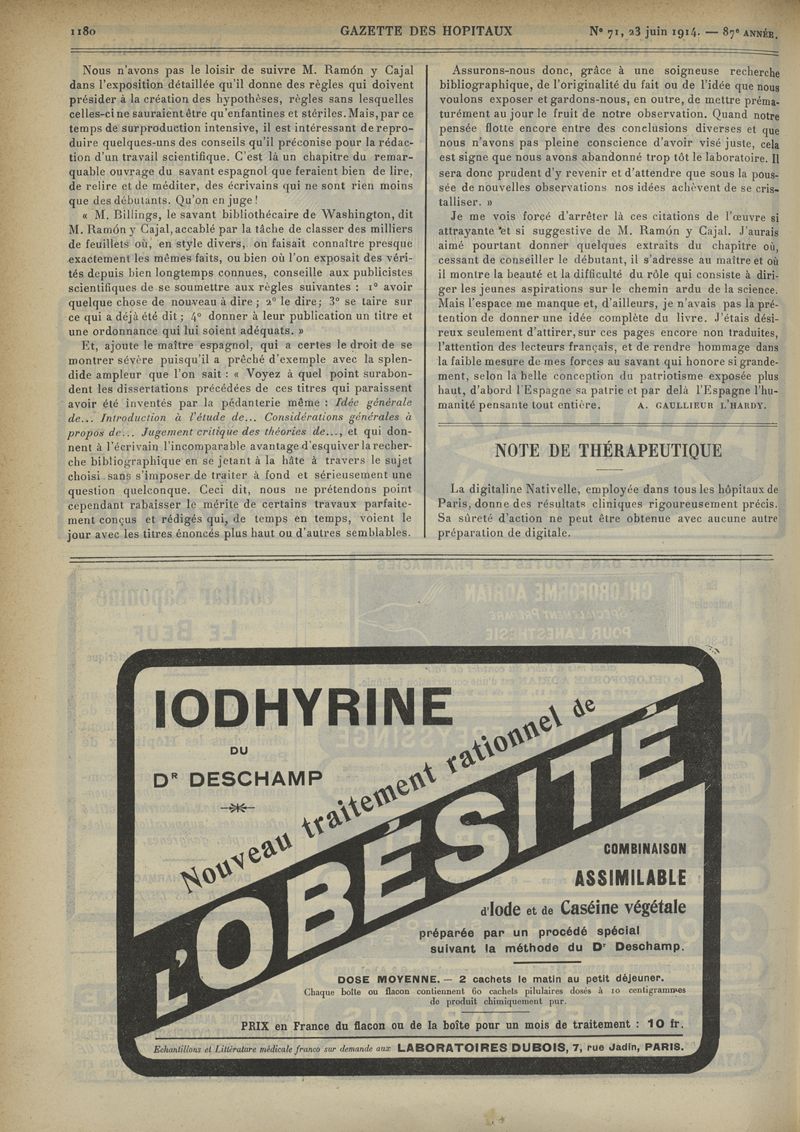 1180
GAZETTE DES HOPITAUX
N° 71, 23 juin 1914. — 87e ANNÉE.
Nous n'avons pas le loisir de suivre M. Ramón y Cajal
dans l'exposition détaillée qu'il donne des règles qui doivent
présider à la création des hypothèses, règles sans lesquelles
celles-ci ne sauraient être qu'enfantines et stériles. Mais, par ce
temps de surproduction intensive, il est intéressant de repro-
duire quelques-uns des conseils qu'il préconise pour la rédac-
tion d'un travail scientifique. C'est là un chapitre du remar-
quable ouvrage du savant espagnol que feraient bien de lire,
de relire et de méditer, des écrivains qui ne sont rien moins
que des débutants. Qu'on en juge !
« M. Billings, le savant bibliothécaire de Washington, dit
M. Ramón y Cajal, accablé par la tâche de classer des milliers
de feuillets où, en style divers, on faisait connaître presque
exactement les mêmes faits, ou bien où l'on exposait des véri-
tés depuis bien longtemps connues, conseille aux publicistes
scientifiques de se soumettre aux règles suivantes : 1° avoir
quelque chose de nouveau à dire ; 2° le dire ; 3° se taire sur
ce qui a déjà été dit ; 4° donner à leur publication un titre et
une ordonnance qui lui soient adéquats. »
Et, ajoute le maître espagnol, qui a certes le droit de se
montrer sévère puisqu'il a prêché d'exemple avec la splen-
dide ampleur que l'on sait : « Voyez à quel point surabon-
dent les dissertations précédées de ces titres qui paraissent
avoir été inventés par la pédanterie même : Idée générale
de... Introduction à l'étude de... Considérations générales à
propos de... Jugement critique des théories de..., et qui don-
nent à l'écrivain l'incomparable avantage d'esquiver la recher-
che bibliographique en se jetant à la hâte à travers le sujet
choisi sans s'imposer de traiter à fond et sérieusement une
question quelconque. Ceci dit, nous ne prétendons point
cependant rabaisser le mérite de certains travaux parfaite-
ment conçus et rédigés qui, de temps en temps, voient le
jour avec les titres énoncés plus haut ou d'autres semblables.
Assurons-nous donc, grâce à une soigneuse recherche
bibliographique, de l'originalité du fait ou de l'idée que nous
voulons exposer et gardons-nous, en outre, de mettre préma-
turément au jour le fruit de notre observation. Quand notre
pensée flotte encore entre des conclusions diverses et que
nous n'avons pas pleine conscience d'avoir visé juste, cela
est signe que nous avons abandonné trop tôt le laboratoire. Il
sera donc prudent d'y revenir et d'attendre que sous la pous-
sée de nouvelles observations nos idées achèvent de se cris-
talliser. »
Je me vois forcé d'arrêter là ces citations de l'œuvre si
attrayante et si suggestive de M. Ramón y Cajal. J'aurais
aimé pourtant donner quelques extraits du chapitre où,
cessant de conseiller le débutant, il s'adresse au maître et où
il montre la beauté et la difficulté du rôle qui consiste à diri-
ger les jeunes aspirations sur le chemin ardu de la science.
Mais l'espace me manque et, d'ailleurs, je n'avais pas la pré-
tention de donner une idée complète du livre. J'étais dési-
reux seulement d'attirer, sur ces pages encore non traduites,
l'attention des lecteurs français, et de rendre hommage dans
la faible mesure de mes forces au savant qui honore si grande-
ment, selon la belle conception du patriotisme exposée plus
haut, d'abord l'Espagne sa patrie et par delà l'Espagne l'hu-
manité pensante tout entière. A. GAULLIEUR L'HARDY.
NOTE DE THÉRAPEUTIQUE
La digitaline Nativelle, employée dans tous les hôpitaux de
Paris, donne des résultats cliniques rigoureusement précis.
Sa sûreté d'action ne peut être obtenue avec aucune autre
préparation de digitale.
IODHYRINE
DU
DR DESCHAMP
Nouveau traitement rationnel de
L'OBÉSITÉ
COMBINAISON
ASSIMILABLE
d'Iode et de Caséine végétale
préparée par un procédé spécial
suivant la méthode du Dr Deschamp.
DOSE MOYENNE. — 2 cachets le matin au petit déjeuner.
Chaque boîte ou flacon contiennent 60 cachets pilulaires dosés à 10 centigrammes
de produit chimiquement pur.
PRIX en France du flacon ou de la boîte pour un mois de traitement : 10 fr.
Echantillons et Littérature médicale franco sur demande aux LABORATOIRES DUBOIS, 7, rue Jadin, PARIS.